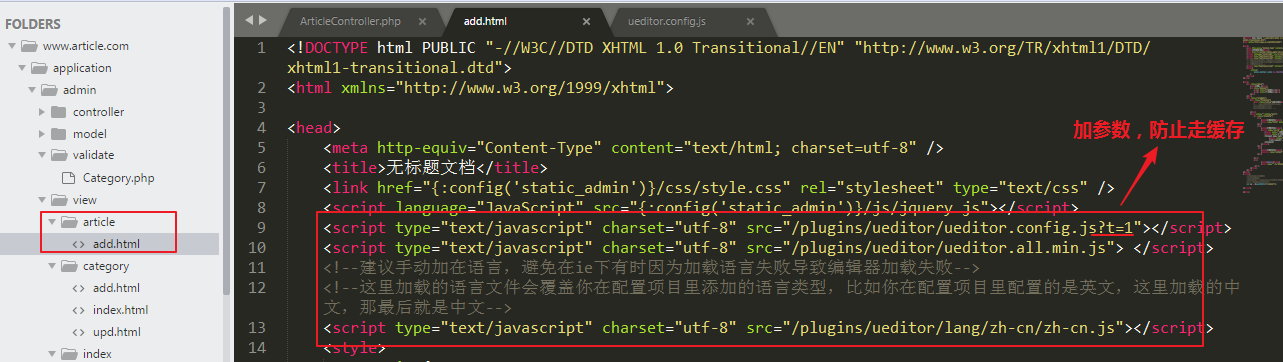 FOLDERS
www.article.com
application
admin
controller
model
validate
Category.php
view
article
add.html
category
add.html
index.html
upd.html
index
ArticleController.php × add.html × ueditor.config.js ×
加参数，防止走缓存
1 <!DOCTYPE html PUBLIC "-//W3C//DTD XHTML 1.0 Transitional//EN" "http://www.w3.org/TR/xhtml1/DTD/
xhtml1-transitional.dtd">
2 <html xmlns="http://www.w3.org/1999/xhtml">
3
4 <head>
5 <meta http-equiv="Content-Type" content="text/html; charset=utf-8" />
6 <title>无标题文档</title>
7 <link href="{:config('static_admin')}/css/style.css" rel="stylesheet" type="text/css" />
8 <script language="JavaScript" src="{:config('static_admin')}/js/jquery.js"></script>
9 <script type="text/javascript" charset="utf-8" src="/plugins/ueditor/ueditor.config.js?t=1"></script>
10 <script type="text/javascript" charset="utf-8" src="/plugins/ueditor/ueditor.all.min.js"> </script>
11 <!--建议手动加在语言，避免在ie下有时因为加载语言失败导致编辑器加载失败-->
12 <!--这里加载的语言文件会覆盖你在配置项目里添加的语言类型，比如你在配置项目里配置的是英文，这里加载的中
文，那最后就是中文-->
13 <script type="text/javascript" charset="utf-8" src="/plugins/ueditor/lang/zh-cn/zh-cn.js"></script>
14 <style>